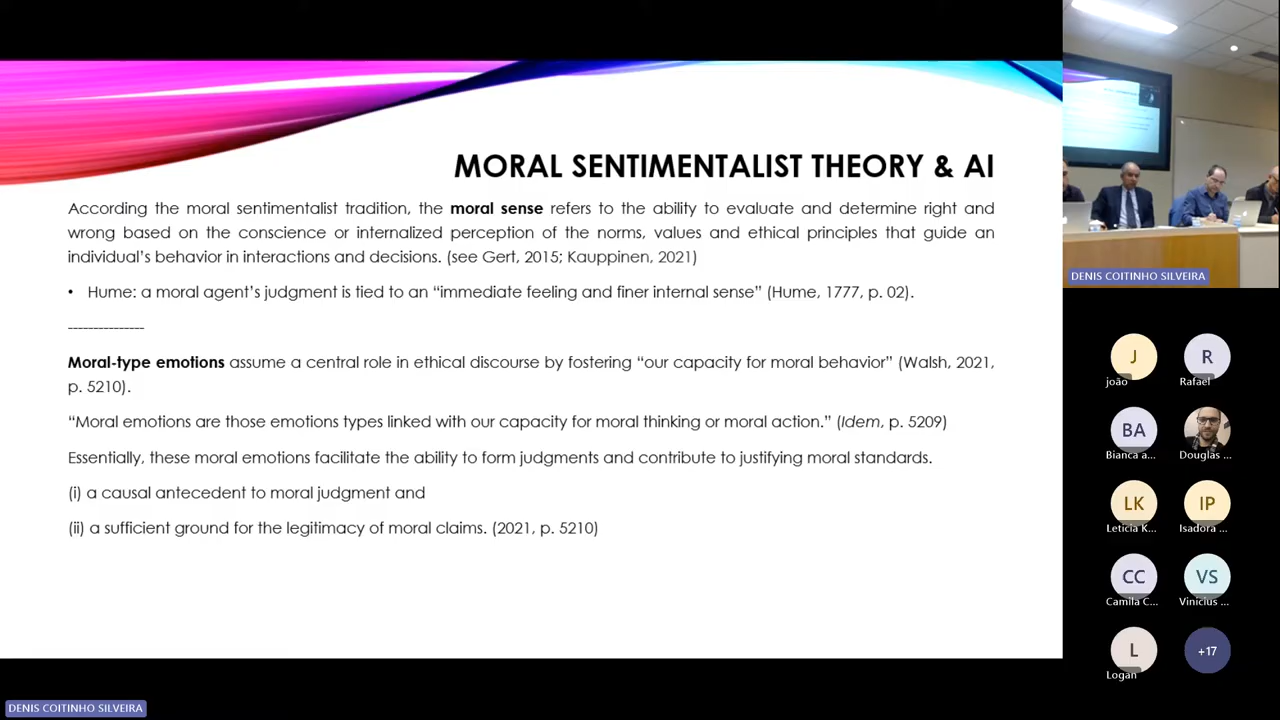 MORAL SENTIMENTALIST THEORY & AI
According the moral sentimentalist tradition, the moral sense refers to the ability to evaluate and determine right and
wrong based on the conscience or internalized perception of the norms, values and ethical principles that guide an
individual's behavior in interactions and decisions. (see Gert, 2015; Kauppinen, 2021)
• Hume: a moral agent's judgment is tied to an “immediate feeling and finer internal sense” (Hume, 1777, p. 02).
---------------
Moral-type emotions assume a central role in ethical discourse by fostering “our capacity for moral behavior” (Walsh, 2021,
p. 5210).
“Moral emotions are those emotions types linked with our capacity for moral thinking or moral action.” (Idem, p. 5209)
Essentially, these moral emotions facilitate the ability to form judgments and contribute to justifying moral standards.
(i) a causal antecedent to moral judgment and
(ii) a sufficient ground for the legitimacy of moral claims. (2021, p. 5210)
DENIS COITINHO SILVEIRA
J
R
joão
Rafael
BA
Bianca a...
Douglas ...
LK
IP
Letícia K...
Isadora ...
CC
VS
Camila C...
Vinícius ...
L
+17
Logan
DENIS COITINHO SILVEIRA